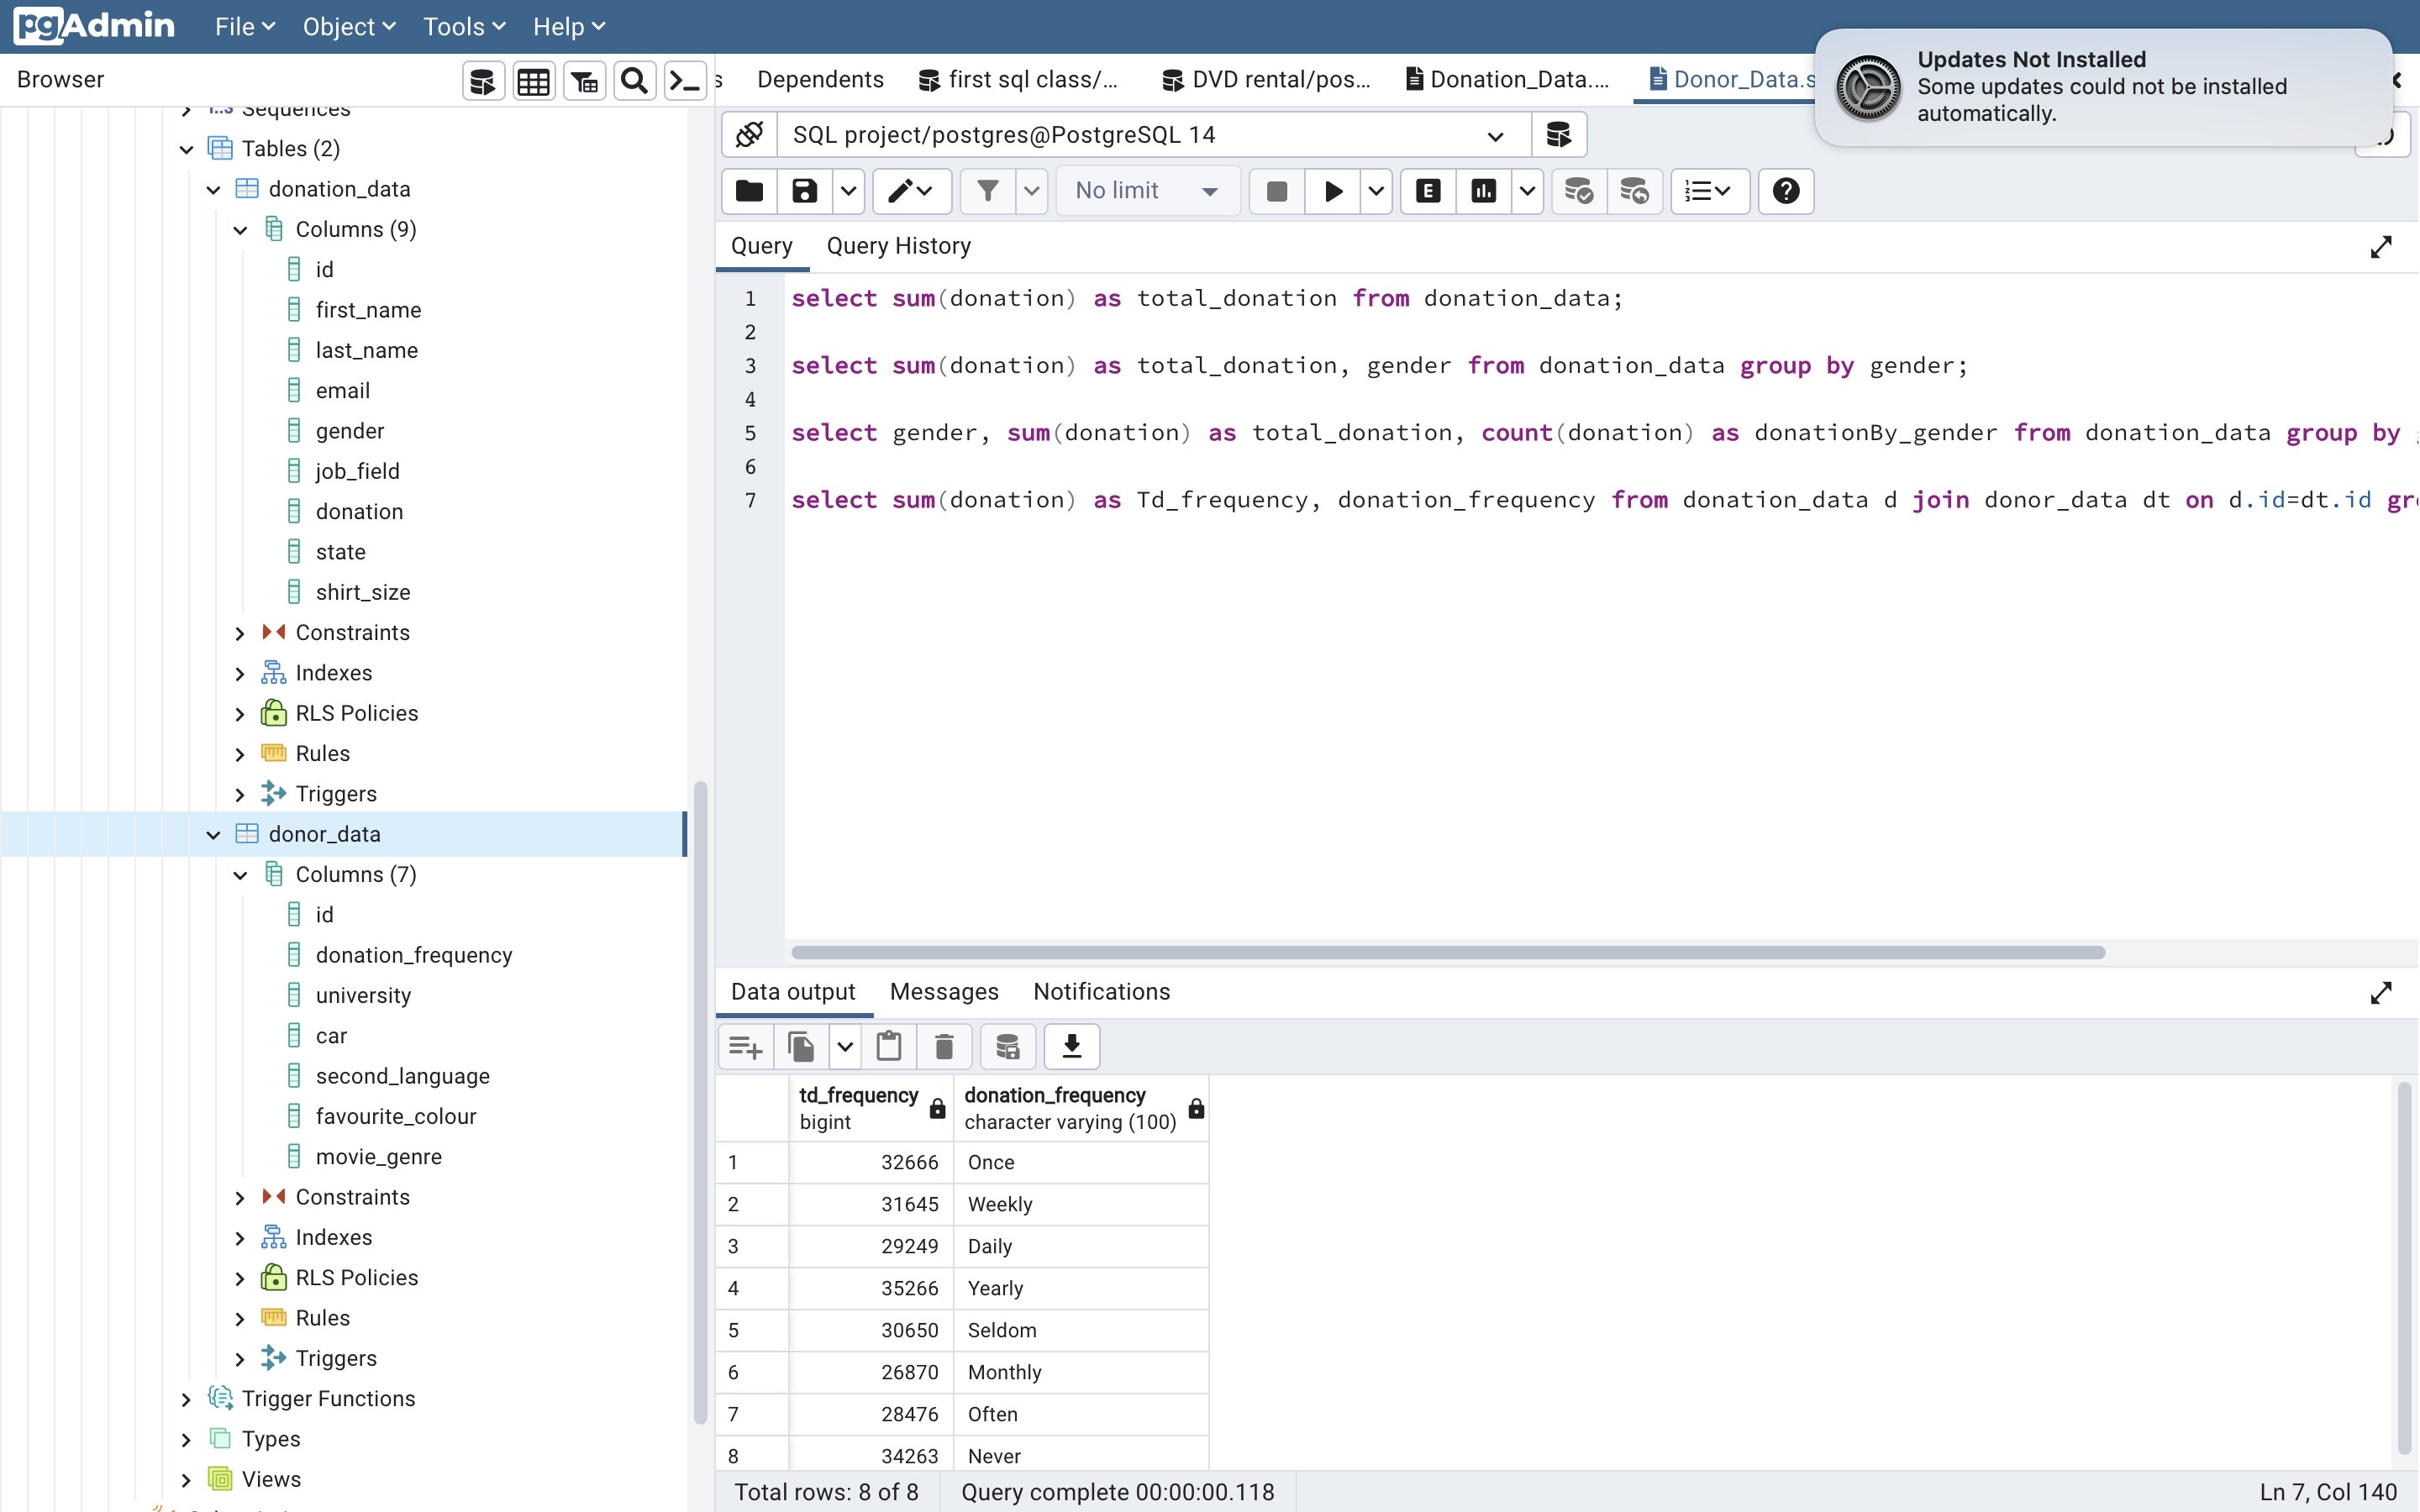 pgAdmin File Object Tools Help
Updates Not Installed
Some updates could not be installed
automatically.
Browser
s Dependents first sql class/... DVD rental/pos... Donation_Data.... Donor_Data.s
SQL project/postgres@PostgreSQL 14
No limit
E
Query Query History
1 select sum(donation) as total_donation from donation_data;
2
3 select sum(donation) as total_donation, gender from donation_data group by gender;
4
5 select gender, sum(donation) as total_donation, count(donation) as donationBy_gender from donation_data group by
6
7 select sum(donation) as Td_frequency, donation_frequency from donation_data d join donor_data dt on d.id=dt.id gr
Sequences
Tables (2)
donation_data
Columns (9)
id
first_name
last_name
email
gender
job_field
donation
state
shirt_size
Constraints
Indexes
RLS Policies
Rules
Triggers
donor_data
Columns (7)
id
donation_frequency
university
car
second_language
favourite_colour
movie_genre
Constraints
Indexes
RLS Policies
Rules
Triggers
Trigger Functions
Types
Views
Data output Messages Notifications
td_frequency donation_frequency
bigint character varying (100)
1 32666 Once
2 31645 Weekly
3 29249 Daily
4 35266 Yearly
5 30650 Seldom
6 26870 Monthly
7 28476 Often
8 34263 Never
Total rows: 8 of 8 Query complete 00:00:00.118 Ln 7, Col 140